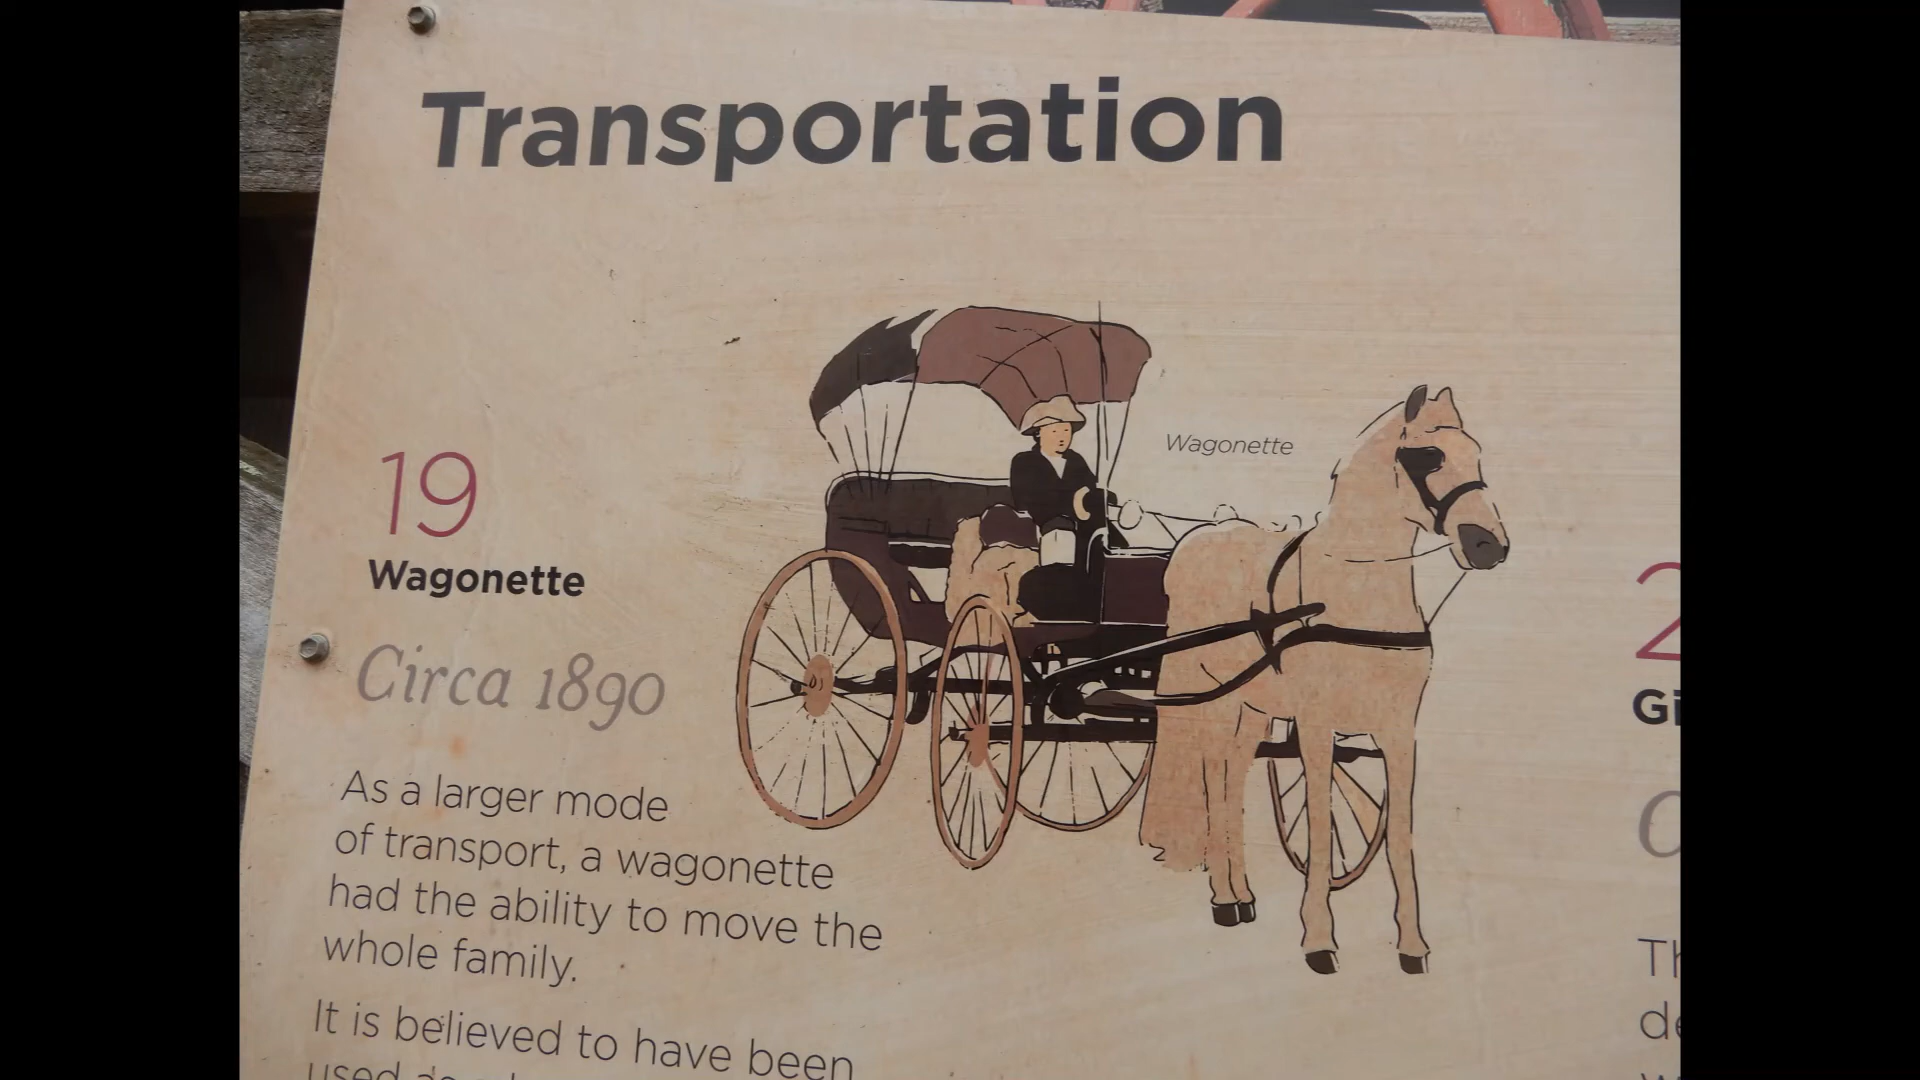 Transportation
Wagonette
19
Wagonette
Circa 1890
As a larger mode
of transport, a wagonette
had the ability to move the
whole family.
It is believed to have been
used